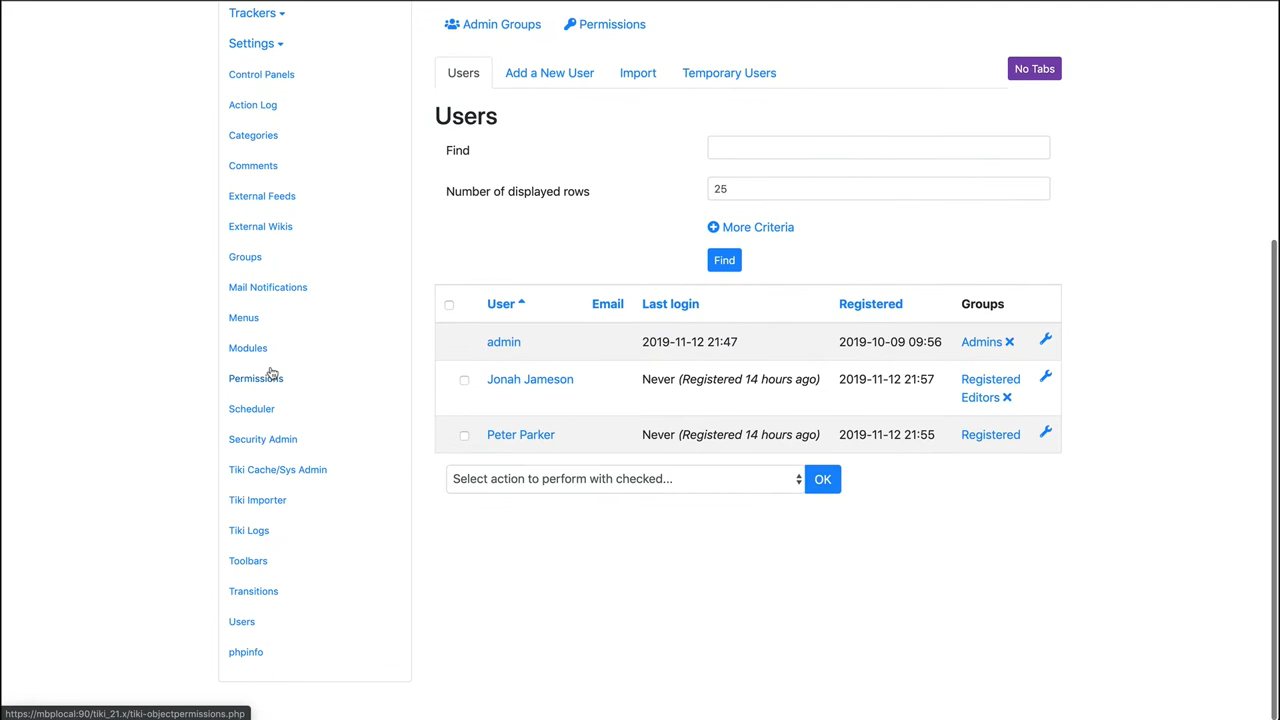 Trackers
Settings
Control Panels
Action Log
Categories
Comments
External Feeds
External Wikis
Groups
Mail Notifications
Menus
Modules
Permissions
Scheduler
Security Admin
Tiki Cache/Sys Admin
Tiki Importer
Tiki Logs
Toolbars
Transitions
Users
phpinfo
Admin Groups Permissions
Users Add a New User Import Temporary Users No Tabs
Users
Find
Number of displayed rows 25
More Criteria
Find
User Email Last login Registered Groups
admin 2019-11-12 21:47 2019-10-09 09:56 Admins
Jonah Jameson Never (Registered 14 hours ago) 2019-11-12 21:57 Registered
Editors
Peter Parker Never (Registered 14 hours ago) 2019-11-12 21:55 Registered
Select action to perform with checked... OK
https://mbplocal:90/tiki_21.x/tiki-objectpermissions.php